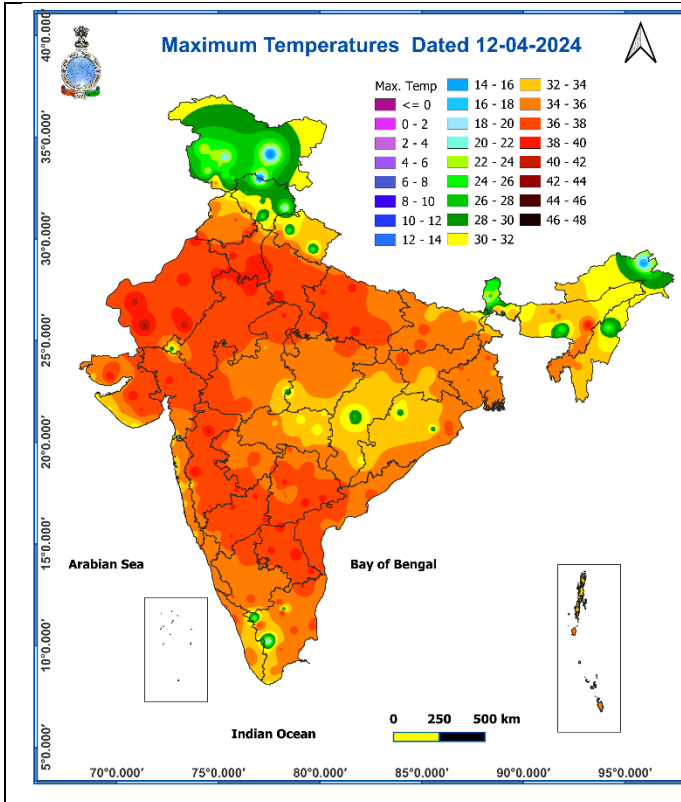 Maximum Temperatures Dated 12-04-2024
Max. Temp
<= 0
0 - 2
2 - 4
4 - 6
6 - 8
8 - 10
10 - 12
12 - 14
14 - 16
16 - 18
18 - 20
20 - 22
22 - 24
24 - 26
26 - 28
28 - 30
30 - 32
32 - 34
34 - 36
36 - 38
38 - 40
40 - 42
42 - 44
44 - 46
46 - 48
40°0.000'
35°0.000'
30°0.000'
25°0.000'
20°0.000'
15°0.000'
10°0.000'
5°0.000'
Arabian Sea
Bay of Bengal
Indian Ocean
0 250 500 km
70°0.000' 75°0.000' 80°0.000' 85°0.000' 90°0.000' 95°0.000'